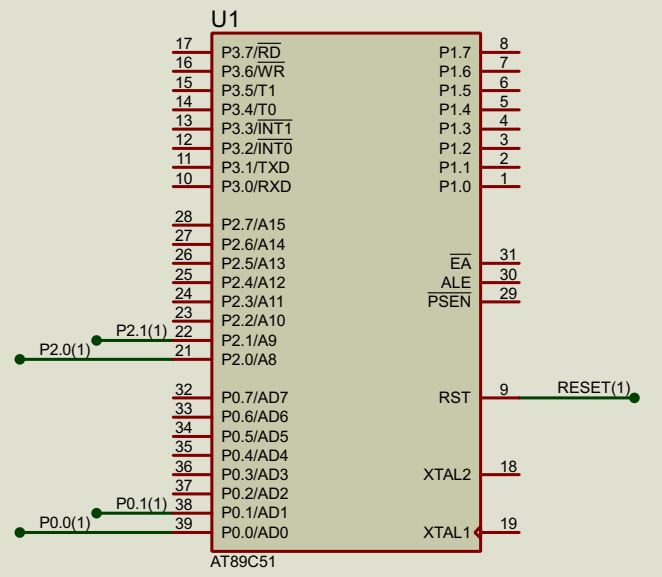 U1
17 P3.7/RD P1.7 8
16 P3.6/WR P1.6 7
15 P3.5/T1 P1.5 6
14 P3.4/T0 P1.4 5
13 P3.3/INT1 P1.3 4
12 P3.2/INT0 P1.2 3
11 P3.1/TXD P1.1 2
10 P3.0/RXD P1.0 1
28 P2.7/A15
27 P2.6/A14
26 P2.5/A13 EA 31
25 P2.4/A12 ALE 30
24 P2.3/A11 PSEN 29
23 P2.2/A10
P2.1(1) 22 P2.1/A9
P2.0(1) 21 P2.0/A8
32 P0.7/AD7 RST 9 RESET(1)
33 P0.6/AD6
34 P0.5/AD5
35 P0.4/AD4
36 P0.3/AD3 XTAL2 18
37 P0.2/AD2
P0.1(1) 38 P0.1/AD1
P0.0(1) 39 P0.0/AD0 XTAL1 19
AT89C51